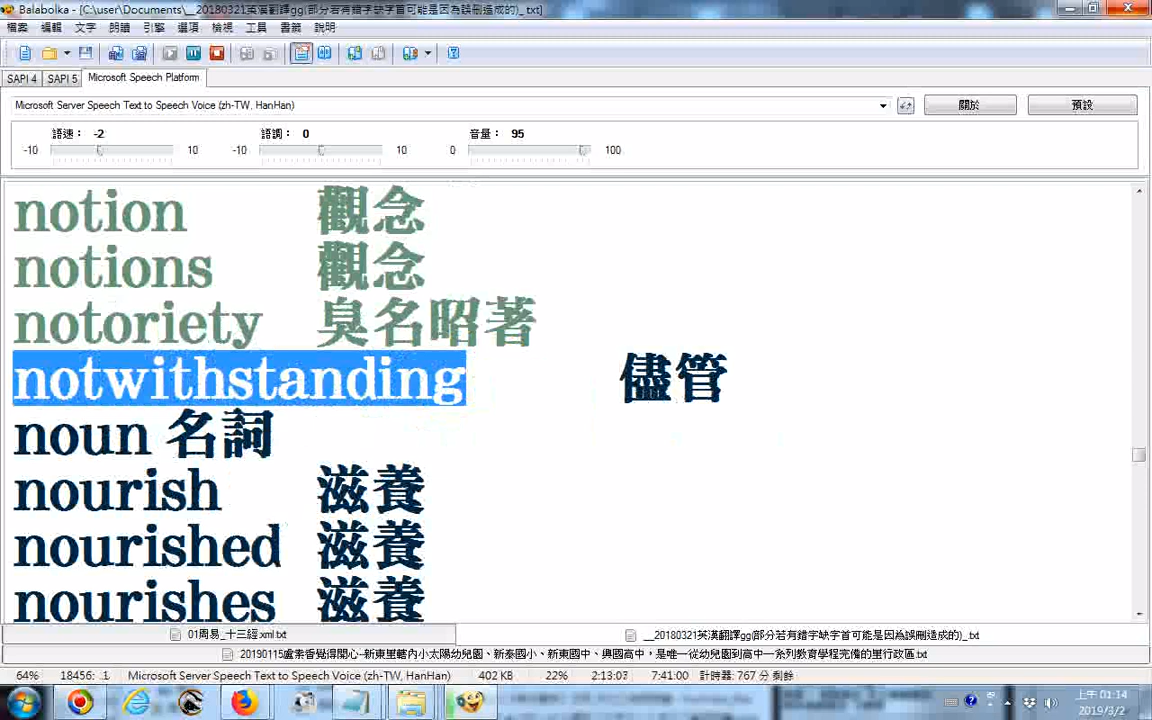 Balabolka - [C:\user\Documents\__20180321英漢翻譯gg(部分若有錯字缺字首可能是因為誤刪造成的)_.txt]
檔案 編輯 文字 朗讀 引擎 選項 檢視 工具 書籤 說明
SAPI 4 SAPI 5 Microsoft Speech Platform
Microsoft Server Speech Text to Speech Voice (zh-TW, HanHan) 關於 預設
語速： -2 語調： 0 音量： 95
-10 10 -10 10 0 100
notion 觀念
notions 觀念
notoriety 臭名昭著
notwithstanding 儘管
noun 名詞
nourish 滋養
nourished 滋養
nourishes 滋養
01周易_十三經.xml.txt __20180321英漢翻譯gg(部分若有錯字缺字首可能是因為誤刪造成的)_.txt
20190115盧素香覺得開心-新東里轄內小太陽幼兒園、新泰國小、新東國中、興國高中，是唯一從幼兒園到高中一系列教育學程完備的里行政區.txt
64% 18456: 1 Microsoft Server Speech Text to Speech Voice (zh-TW, HanHan) 402 KB 22% 2:13:03 7:41:00 計時器: 767 分 剩餘
上午 01:14
2019/3/2